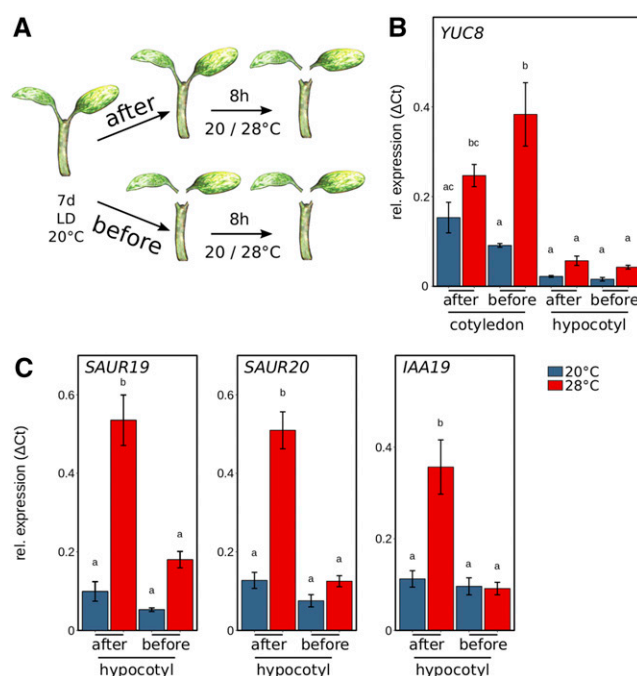 A
after
8h
20 / 28°C
7d
LD
20°C
before
8h
20 / 28°C
B
YUC8
rel. expression (ΔCt)
0.4
0.2
0
ac
bc
a
b
a
a
a
a
after
before
after
before
cotyledon
hypocotyl
C
SAUR19
rel. expression (ΔCt)
0.6
0.4
0.2
0
a
b
a
a
after
before
hypocotyl
SAUR20
0.6
0.4
0.2
0
a
b
a
a
after
before
hypocotyl
IAA19
0.4
0.2
0
a
b
a
a
after
before
hypocotyl
20°C
28°C